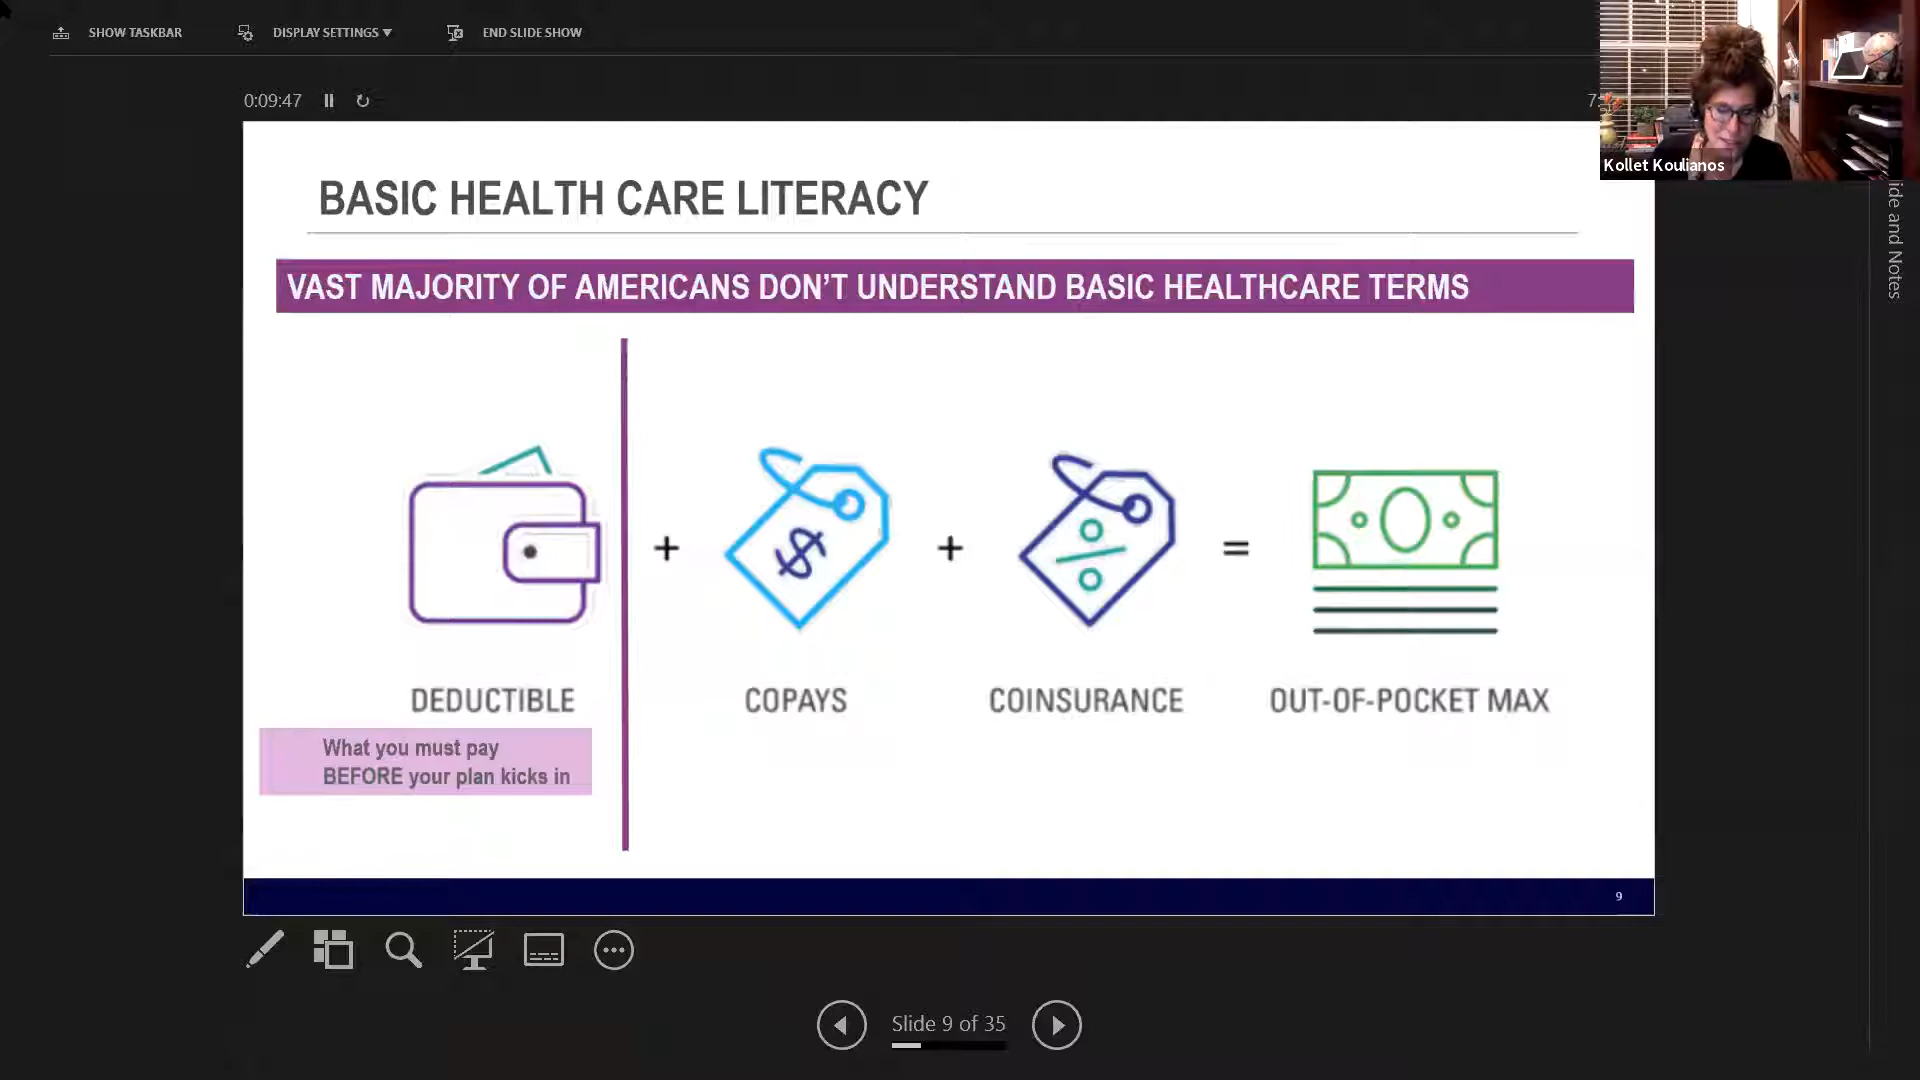 SHOW TASKBAR
DISPLAY SETTINGS
END SLIDE SHOW
0:09:47
Kollet Koulianos
BASIC HEALTH CARE LITERACY
VAST MAJORITY OF AMERICANS DON’T UNDERSTAND BASIC HEALTHCARE TERMS
+ $ + % =
DEDUCTIBLE
COPAYS
COINSURANCE
OUT-OF-POCKET MAX
What you must pay
BEFORE your plan kicks in
9
Slide 9 of 35
and Notes